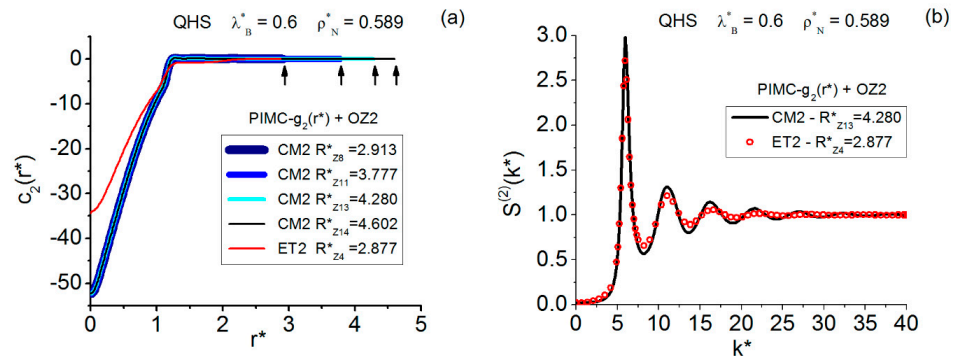 QHS λ*B=0.6 ρ*N=0.589 (a)
c2(r*)
0
-10
-20
-30
-40
-50
PIMC-g2(r*) + OZ2
CM2 R*Z8=2.913
CM2 R*Z11=3.777
CM2 R*Z13=4.280
CM2 R*Z14=4.602
ET2 R*Z4=2.877
0 1 2 3 4 5
r*
QHS λ*B=0.6 ρ*N=0.589 (b)
S(2)(k*)
3.0
2.5
2.0
1.5
1.0
0.5
0.0
PIMC-g2(r*) + OZ2
CM2 - R*Z13=4.280
ET2 - R*Z4=2.877
0 5 10 15 20 25 30 35 40
k*